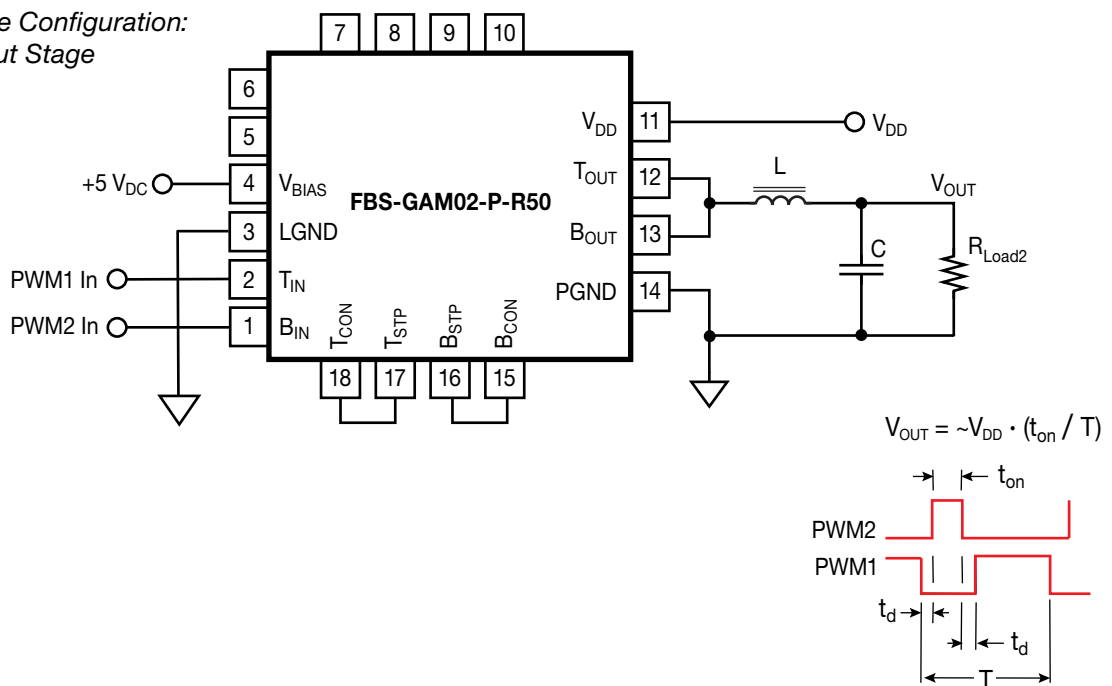 e Configuration:
ut Stage
7 8 9 10
6
5
+5 VDC 4 VBIAS
3 LGND
PWM1 In 2 TIN
PWM2 In 1 BIN
FBS-GAM02-P-R50
VDD 11 VDD
TOUT 12
BOUT 13
PGND 14
L
VOUT
C
RLoad2
TCON TSTP BSTP BCON
18 17 16 15
VOUT = ~VDD · (ton / T)
ton
PWM2
PWM1
td
td
T